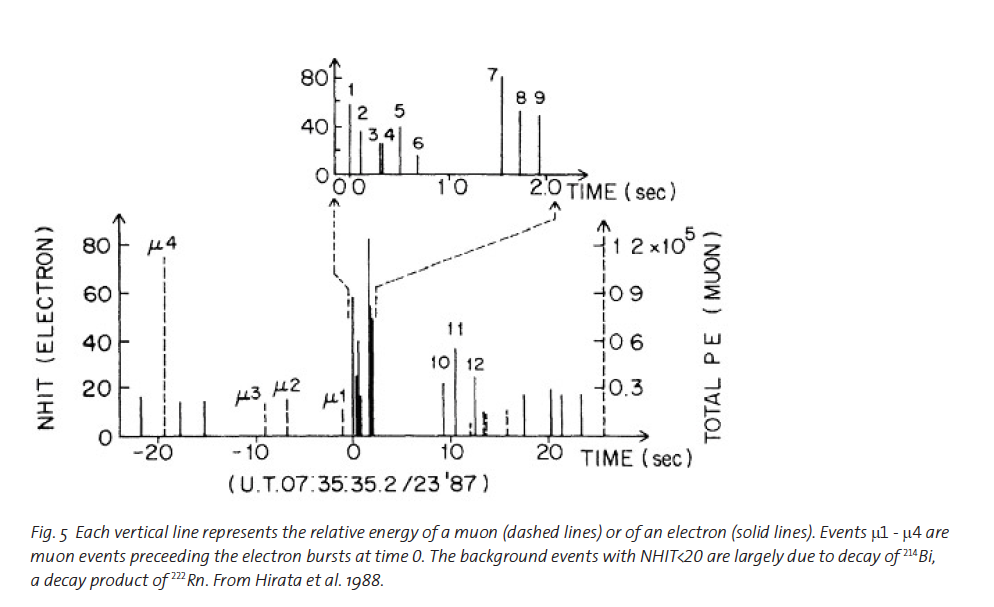 80
40
0
1
2
3 4
5
6
7
8 9
0.0 1.0 2.0 TIME (sec)
NHIT (ELECTRON)
80
60
40
20
0
μ4
μ3 μ2
μ1
11
10 12
1.2×10⁵
0.9
0.6
0.3
TOTAL PE (MUON)
-20 -10 0 10 20 TIME (sec)
(U.T.07:35:35.2/23 '87)
Fig. 5 Each vertical line represents the relative energy of a muon (dashed lines) or of an electron (solid lines). Events μ1 - μ4 are
muon events preceeding the electron bursts at time 0. The background events with NHIT<20 are largely due to decay of ²¹⁴Bi,
a decay product of ²²²Rn. From Hirata et al. 1988.